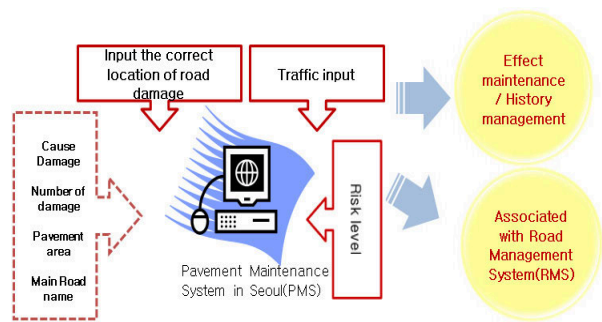 Input the correct
location of road
damage
Traffic input
Effect
maintenance
/ History
management
Cause
Damage
Number of
damage
Pavement
area
Main Road
name
Risk level
Pavement Maintenance
System in Seoul(PMS)
Associated
with Road
Management
System(RMS)